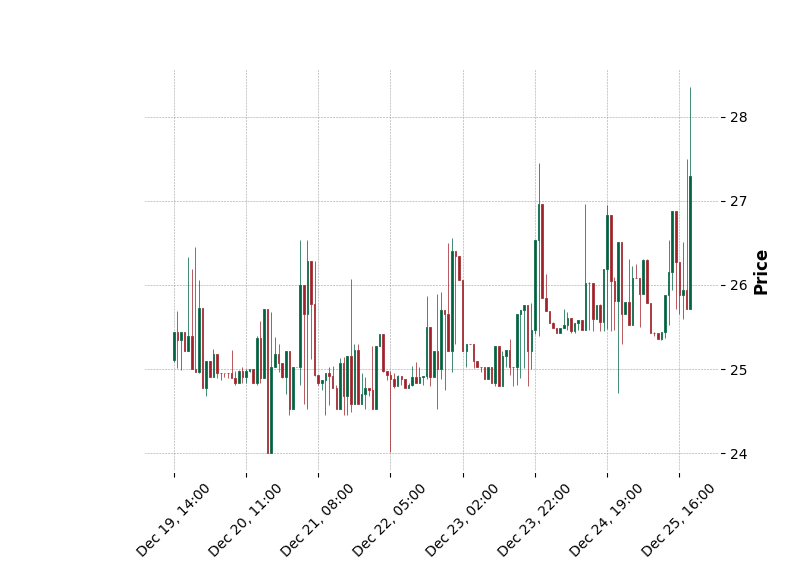 28
27
26
25
24
Price
Dec 19, 14:00
Dec 20, 11:00
Dec 21, 08:00
Dec 22, 05:00
Dec 23, 02:00
Dec 23, 22:00
Dec 24, 19:00
Dec 25, 16:00